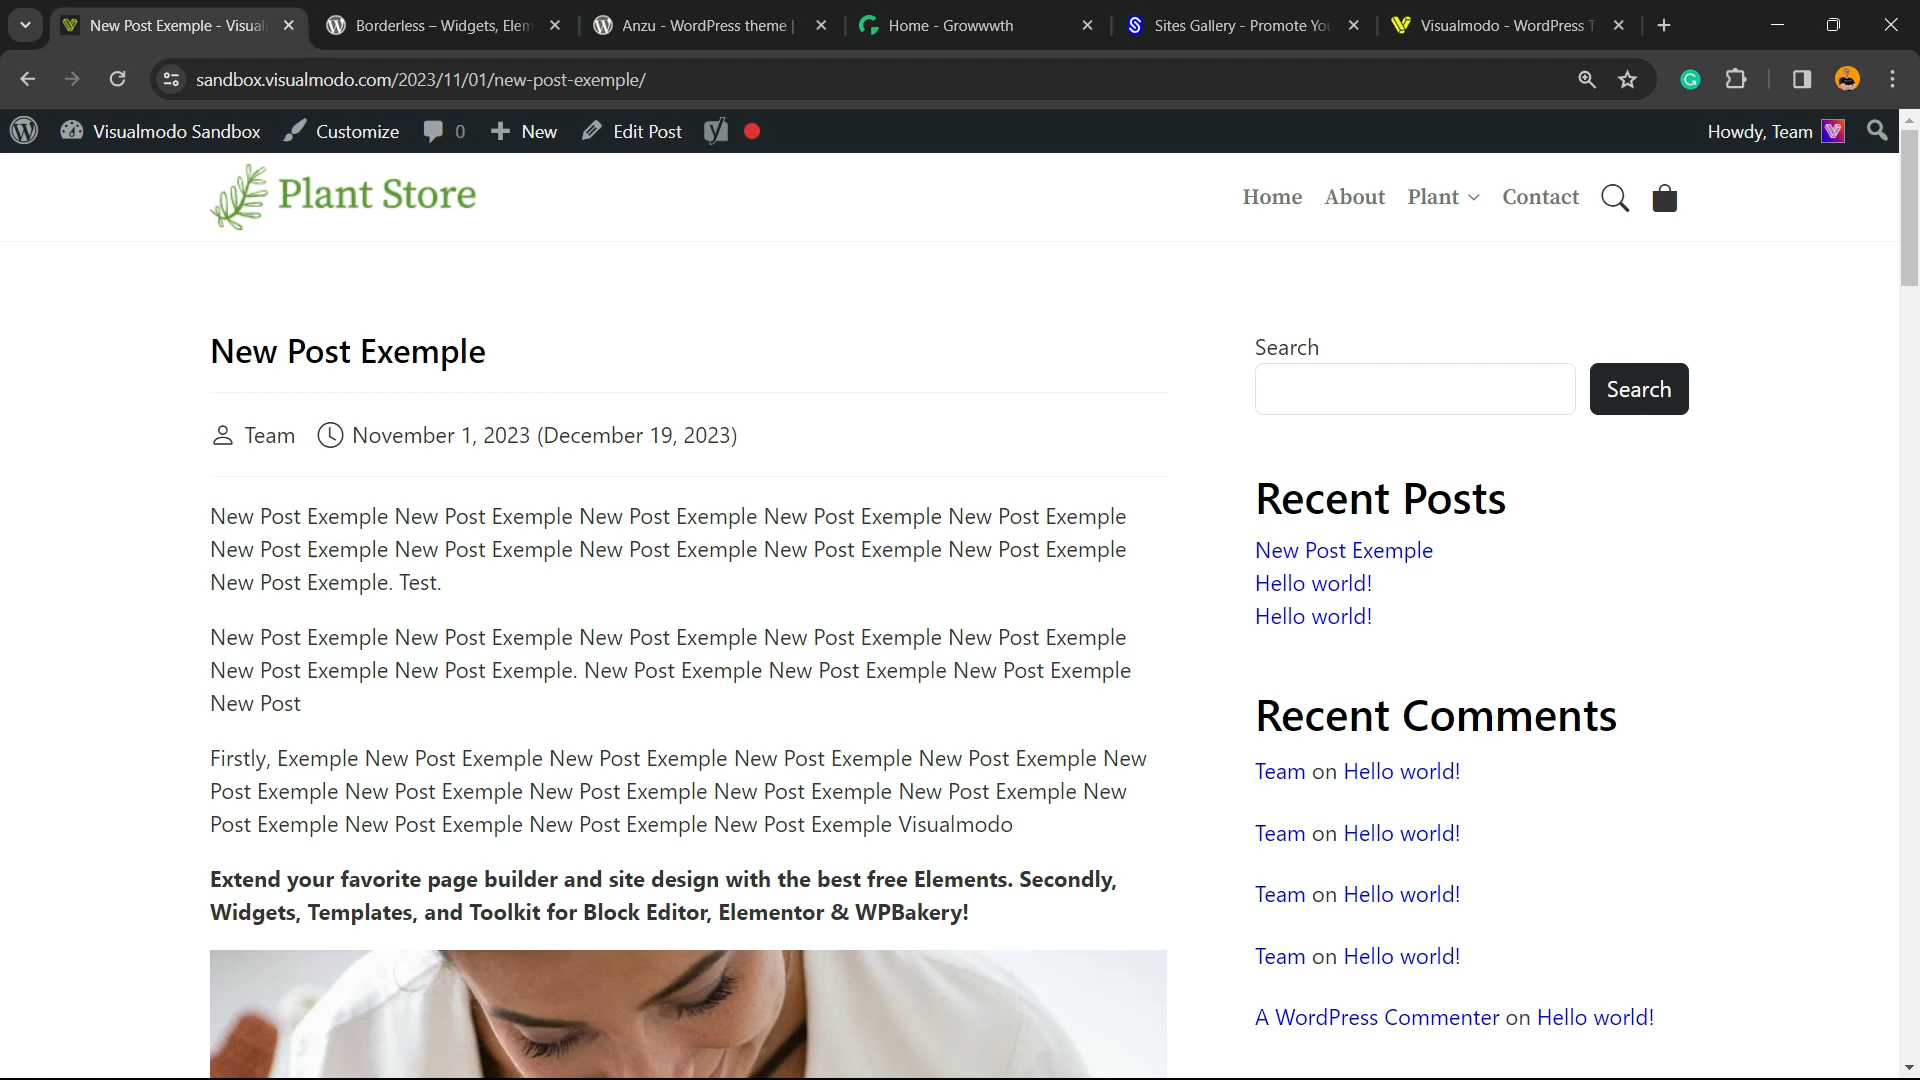 New Post Exemple - Visual
Borderless – Widgets, Elem
Anzu - WordPress theme |
Home - Growwwth
Sites Gallery - Promote You
Visualmodo - WordPress T
sandbox.visualmodo.com/2023/11/01/new-post-exemple/
Visualmodo Sandbox
Customize
0
New
Edit Post
Howdy, Team
Plant Store
Home
About
Plant
Contact
New Post Exemple
Team
November 1, 2023 (December 19, 2023)
New Post Exemple New Post Exemple New Post Exemple New Post Exemple New Post Exemple
New Post Exemple New Post Exemple New Post Exemple New Post Exemple New Post Exemple
New Post Exemple. Test.
New Post Exemple New Post Exemple New Post Exemple New Post Exemple New Post Exemple
New Post Exemple New Post Exemple. New Post Exemple New Post Exemple New Post Exemple
New Post
Firstly, Exemple New Post Exemple New Post Exemple New Post Exemple New Post Exemple New
Post Exemple New Post Exemple New Post Exemple New Post Exemple New Post Exemple New
Post Exemple New Post Exemple New Post Exemple New Post Exemple Visualmodo
Extend your favorite page builder and site design with the best free Elements. Secondly,
Widgets, Templates, and Toolkit for Block Editor, Elementor & WPBakery!
Search
Search
Recent Posts
New Post Exemple
Hello world!
Hello world!
Recent Comments
Team on Hello world!
Team on Hello world!
Team on Hello world!
Team on Hello world!
A WordPress Commenter on Hello world!